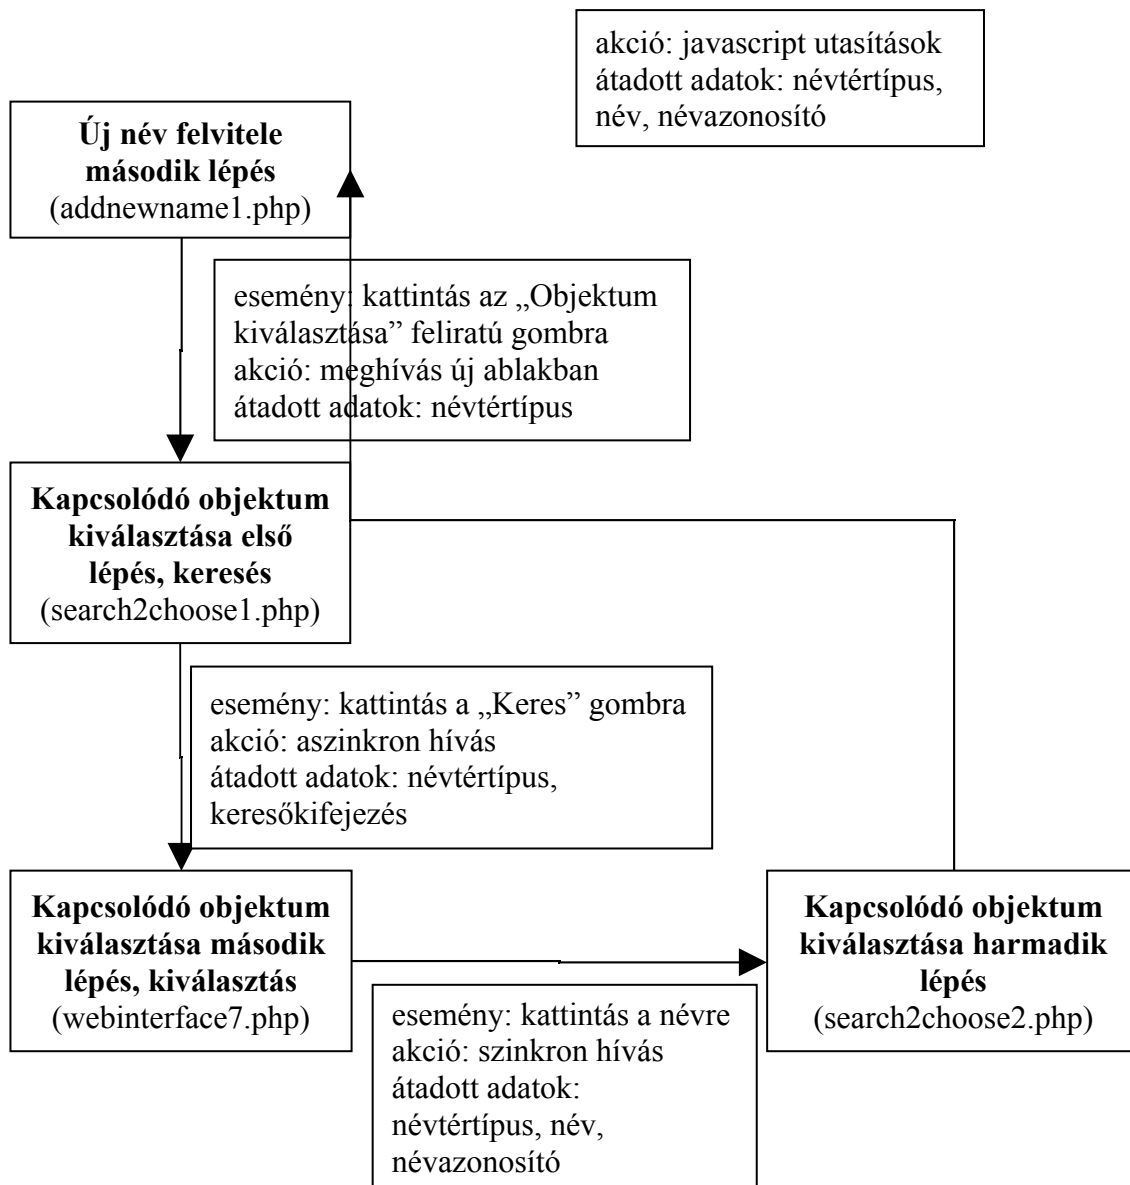 akció: javascript utasítások
átadott adatok: névtértípus,
név, névazonosító
Új név felvitele
második lépés
(addnewname1.php)
esemény: kattintás az „Objektum
kiválasztása” feliratú gombra
akció: meghívás új ablakban
átadott adatok: névtértípus
Kapcsolódó objektum
kiválasztása első
lépés, keresés
(search2choose1.php)
esemény: kattintás a „Keres” gombra
akció: aszinkron hívás
átadott adatok: névtértípus,
keresőkifejezés
Kapcsolódó objektum
kiválasztása második
lépés, kiválasztás
(webinterface7.php)
Kapcsolódó objektum
kiválasztása harmadik
lépés
(search2choose2.php)
esemény: kattintás a névre
akció: szinkron hívás
átadott adatok:
névtértípus, név,
névazonosító